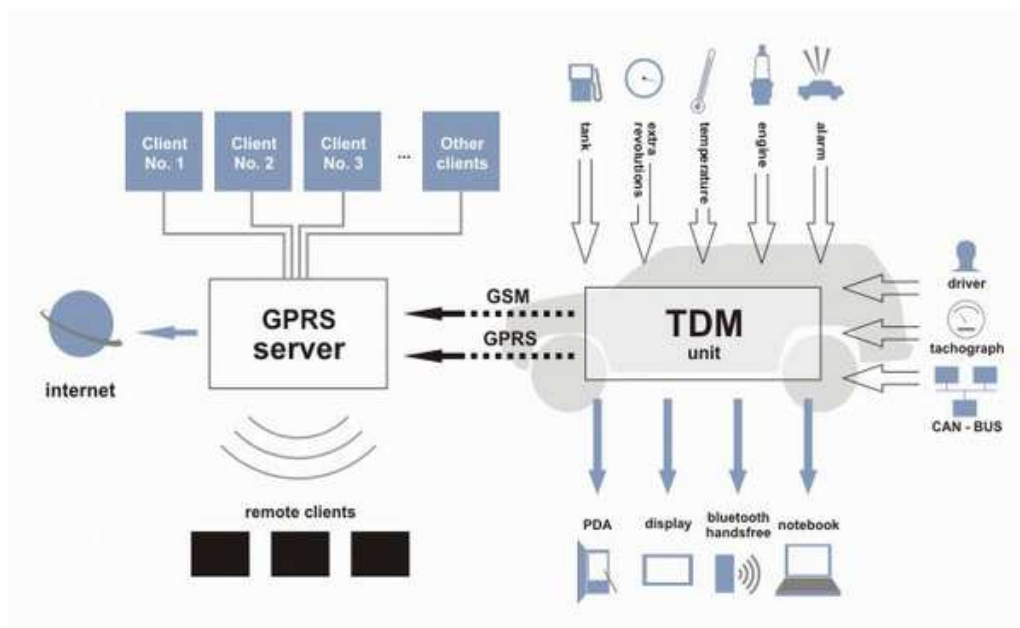 Client
No. 1
Client
No. 2
Client
No. 3
...
Other
clients
tank
extra
revolutions
temperature
engine
alarm
GPRS
server
internet
GSM
GPRS
TDM
unit
driver
tachograph
CAN - BUS
remote clients
PDA
display
bluetooth
handsfree
notebook